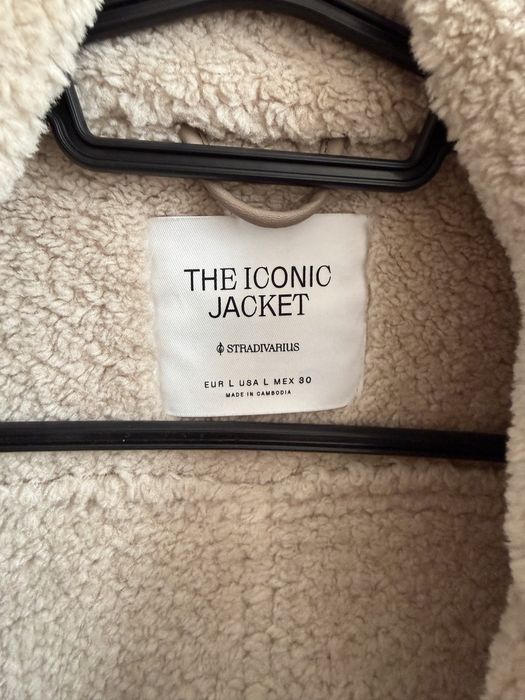 THE ICONIC
JACKET
STRADIVARIUS
EUR L USA L MEX 30
MADE IN CAMBODIA